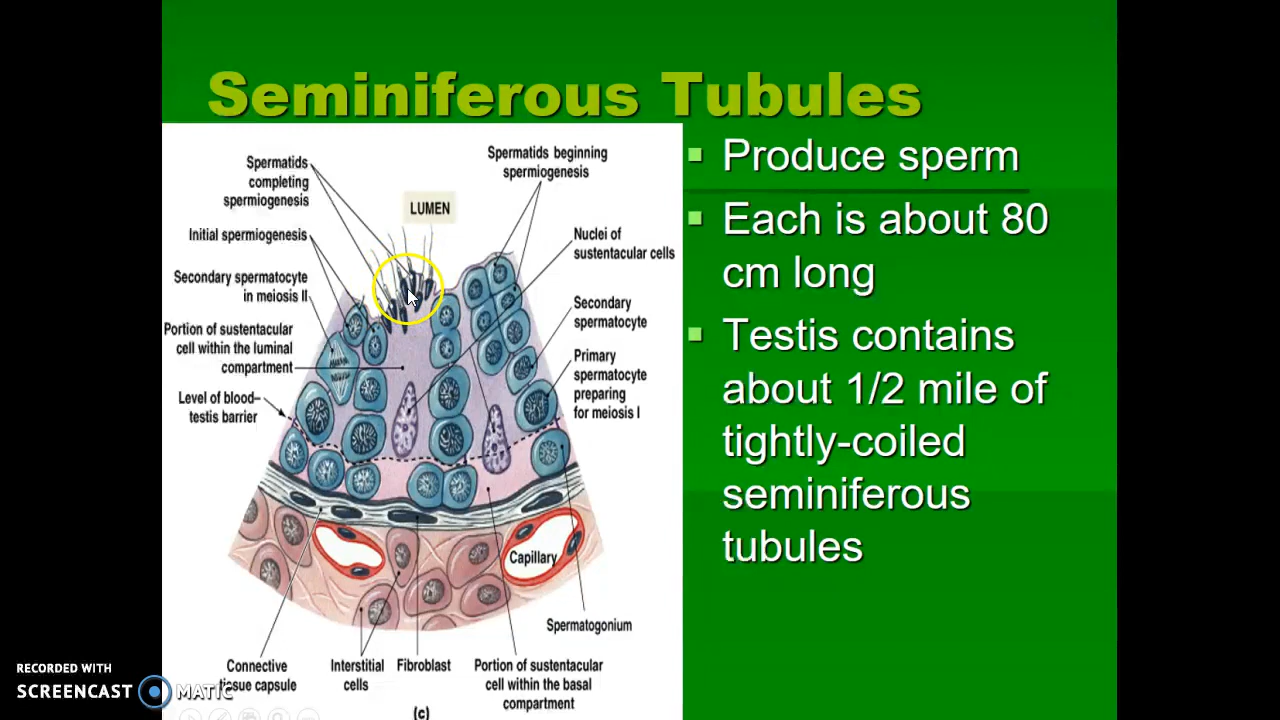 Seminiferous Tubules
Spermatids
completing
spermiogenesis
LUMEN
Spermatids beginning
spermiogenesis
Initial spermiogenesis
Nuclei of
sustentacular cells
Secondary spermatocyte
in meiosis II
Secondary
spermatocyte
Portion of sustentacular
cell within the luminal
compartment
Primary
spermatocyte
preparing
for meiosis I
Level of blood–
testis barrier
Capillary
Spermatogonium
Connective
tissue capsule
Interstitial
cells
Fibroblast
Portion of sustentacular
cell within the basal
compartment
(c)
Produce sperm
Each is about 80
cm long
Testis contains
about 1/2 mile of
tightly-coiled
seminiferous
tubules
RECORDED WITH
SCREENCAST MATIC